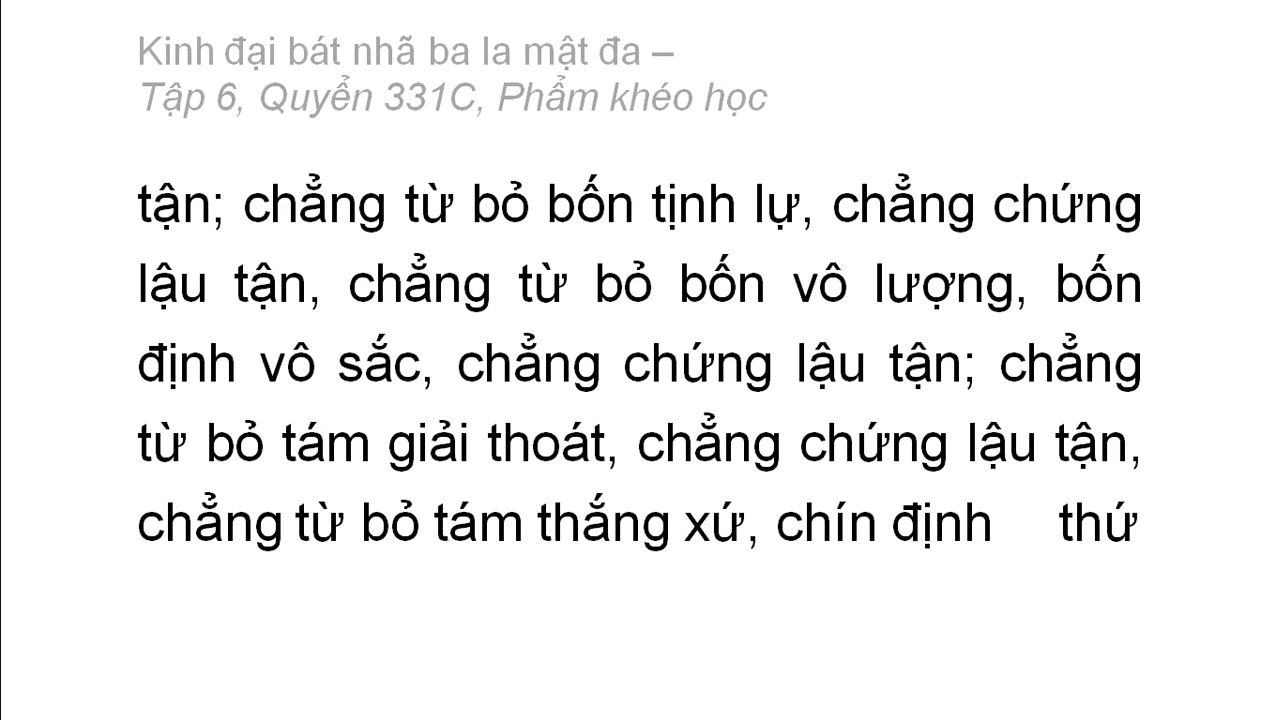 Kinh đại bát nhã ba la mật đa –
Tập 6, Quyển 331C, Phẩm khéo học
tận; chẳng từ bỏ bốn tịnh lự, chẳng chứng
lậu tận, chẳng từ bỏ bốn vô lượng, bốn
định vô sắc, chẳng chứng lậu tận; chẳng
từ bỏ tám giải thoát, chẳng chứng lậu tận,
chẳng từ bỏ tám thắng xứ, chín định thứ